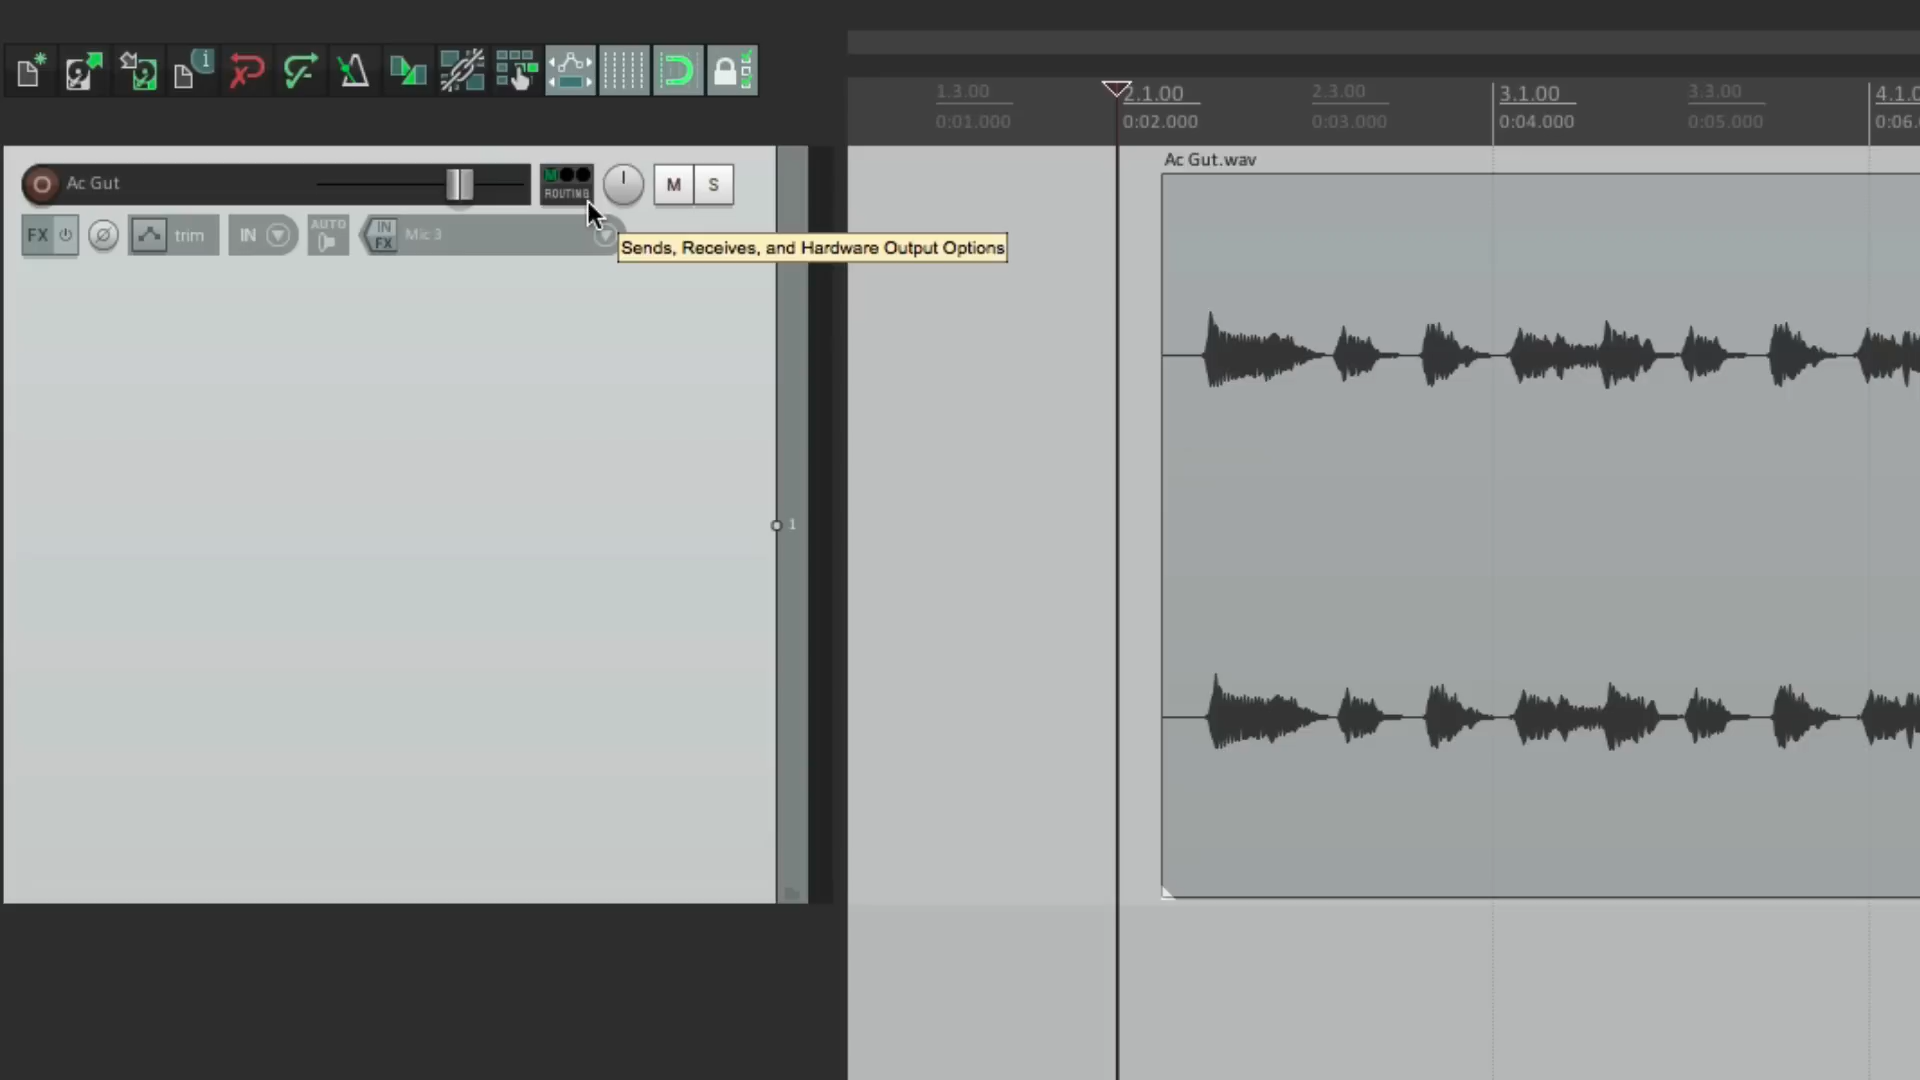 1.3.00 2.1.00 2.3.00 3.1.00 3.3.00
0:01.000 0:02.000 0:03.000 0:04.000 0:05.000 0:06.
Ac Gut.wav
Ac Gut
M
ROUTING
M S
FX trim IN AUTO IN FX Mic 3
Sends, Receives, and Hardware Output Options
1